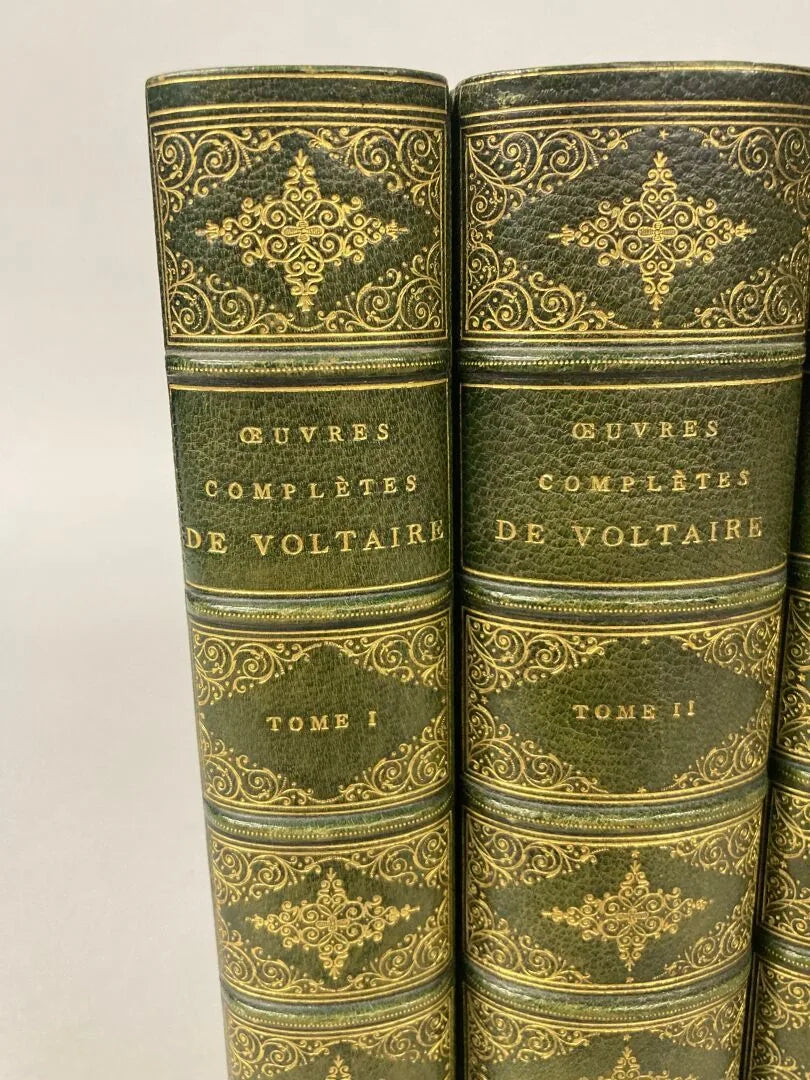 ŒUVRES
COMPLÈTES
DE VOLTAIRE
TOME I
ŒUVRES
COMPLÈTES
DE VOLTAIRE
TOME II